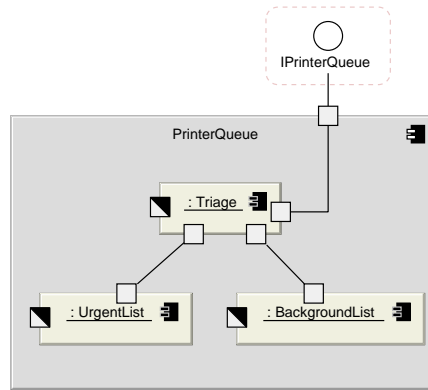 IPrinterQueue
PrinterQueue
: Triage
: UrgentList
: BackgroundList